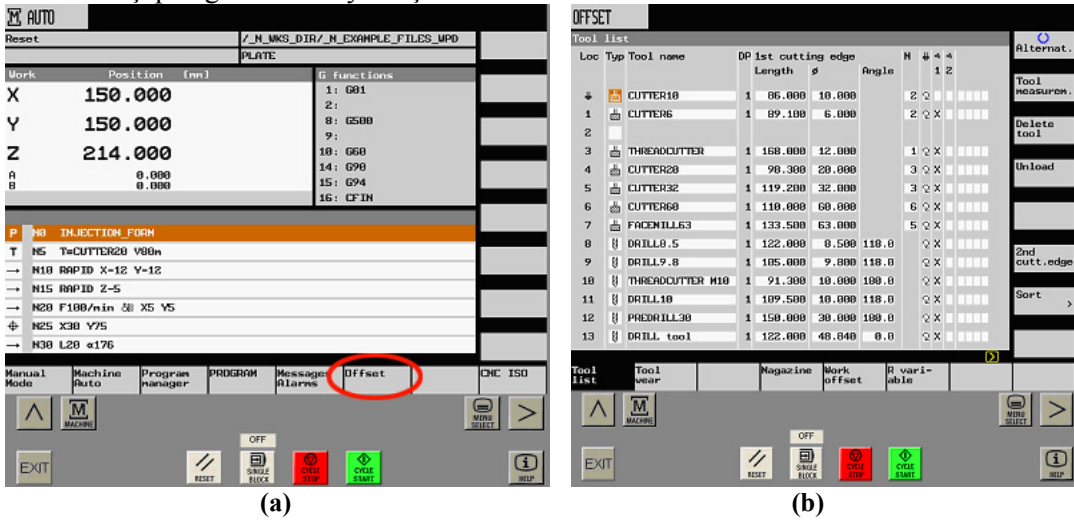 M AUTO
Reset
/_N_WKS_DIR/_N_EXAMPLE_FILES_WPD
PLATE
Work Position [mm]
X 150.000
Y 150.000
Z 214.000
A 0.000
B 0.000
G functions
1: G01
2:
8: G500
9:
10: G60
14: G90
15: G94
16: CFIN
P N0 INJECTION_FORM
T N5 T=CUTTER20 V80m
→ N10 RAPID X-12 Y-12
→ N15 RAPID Z-5
→ N20 F100/min X5 Y5
N25 X30 Y75
→ N30 L20 α176
Manual Mode
Machine Auto
Program manager
PROGRAM
Messages Alarms
Offset
CNC ISO
M MACHINE
MENU SELECT
>
EXIT
RESET
OFF
SINGLE BLOCK
CYCLE STOP
CYCLE START
i HELP
(a)
OFFSET
Tool list
Loc Typ Tool name DP 1st cutting edge N
Length ø Angle 1 2
CUTTER10 1 86.000 10.000 2
1 CUTTER6 1 89.100 6.000 2 X
2
3 THREADCUTTER 1 168.000 12.000 1 X
4 CUTTER20 1 98.300 20.000 3 X
5 CUTTER32 1 119.200 32.000 3 X
6 CUTTER60 1 110.000 60.000 6 X
7 FACEMILL63 1 133.500 63.000 5 X
8 DRILL8.5 1 122.000 8.500 118.0 X
9 DRILL9.8 1 105.000 9.800 118.0 X
10 THREADCUTTER M10 1 91.300 10.000 180.0 X
11 DRILL10 1 109.500 10.000 118.0 X
12 PREDRILL30 1 150.000 30.000 180.0 X
13 DRILL_tool 1 122.000 48.040 0.0 X
Alternat.
Tool measurem.
Delete tool
Unload
2nd cutt.edge
Sort >
Tool list
Tool wear
Magazine
Work offset
R variable
M MACHINE
MENU SELECT
>
EXIT
RESET
OFF
SINGLE BLOCK
CYCLE STOP
CYCLE START
i HELP
(b)